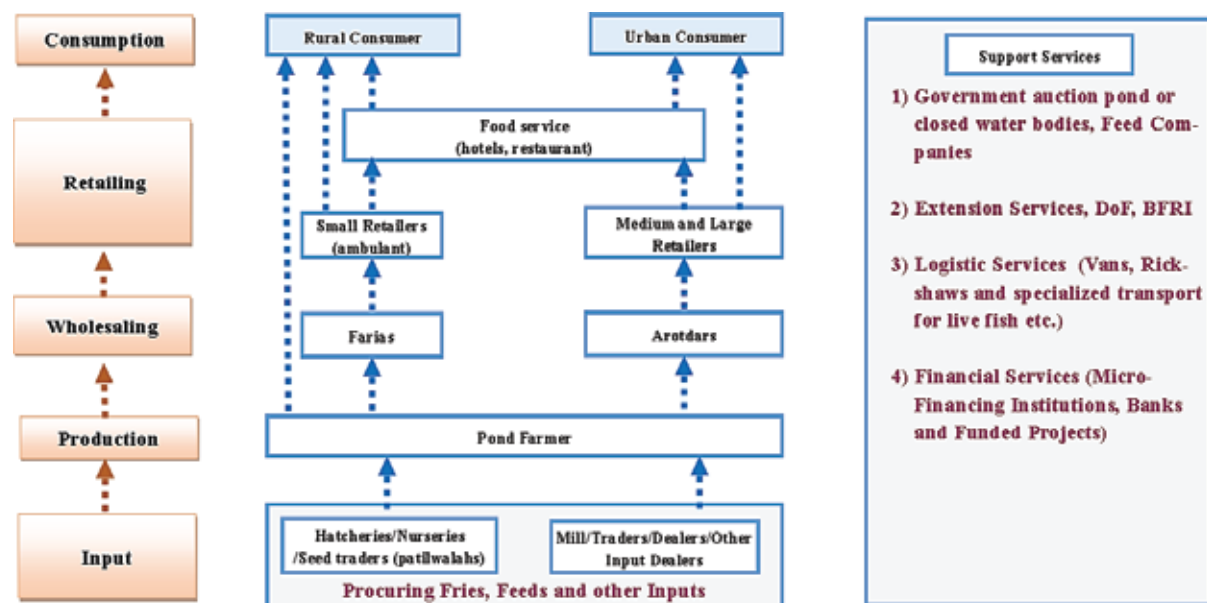 Consumption
Retailing
Wholesaling
Production
Input
Rural Consumer
Urban Consumer
Food service
(hotels, restaurant)
Small Retailers
(ambulant)
Medium and Large
Retailers
Farias
Arotdars
Pond Farmer
Hatcheries/Nurseries
/Seed traders (patilwalahs)
Mill/Traders/Dealers/Other
Input Dealers
Procuring Fries, Feeds and other Inputs
Support Services
1) Government auction pond or
closed water bodies, Feed Com-
panies
2) Extension Services, DoF, BFRI
3) Logistic Services (Vans, Rick-
shaws and specialized transport
for live fish etc.)
4) Financial Services (Micro-
Financing Institutions, Banks
and Funded Projects)